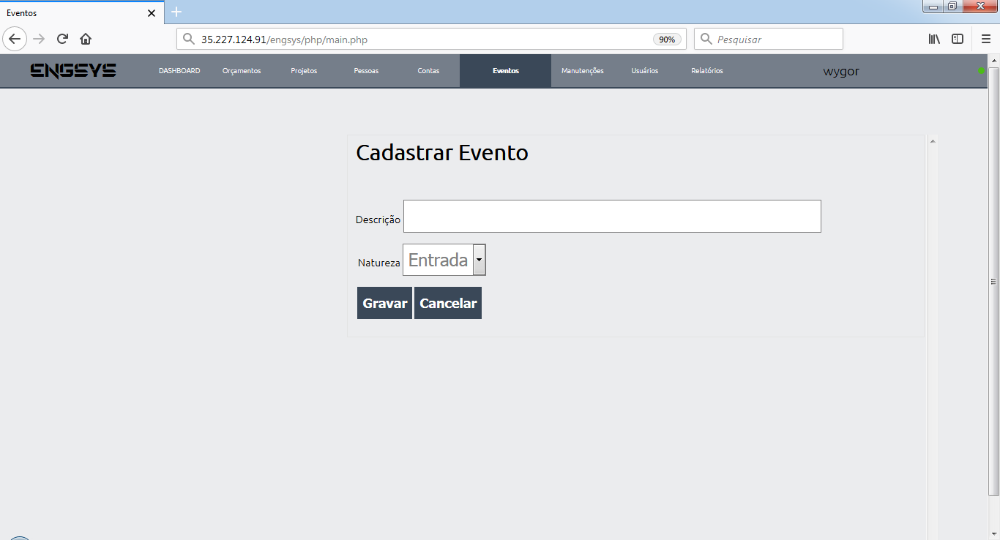 Eventos
35.227.124.91/engsys/php/main.php 90% Pesquisar
ENGSYS DASHBOARD Orçamentos Projetos Pessoas Contas Eventos Manutenções Usuários Relatórios wygor
Cadastrar Evento
Descrição
Natureza Entrada
Gravar Cancelar